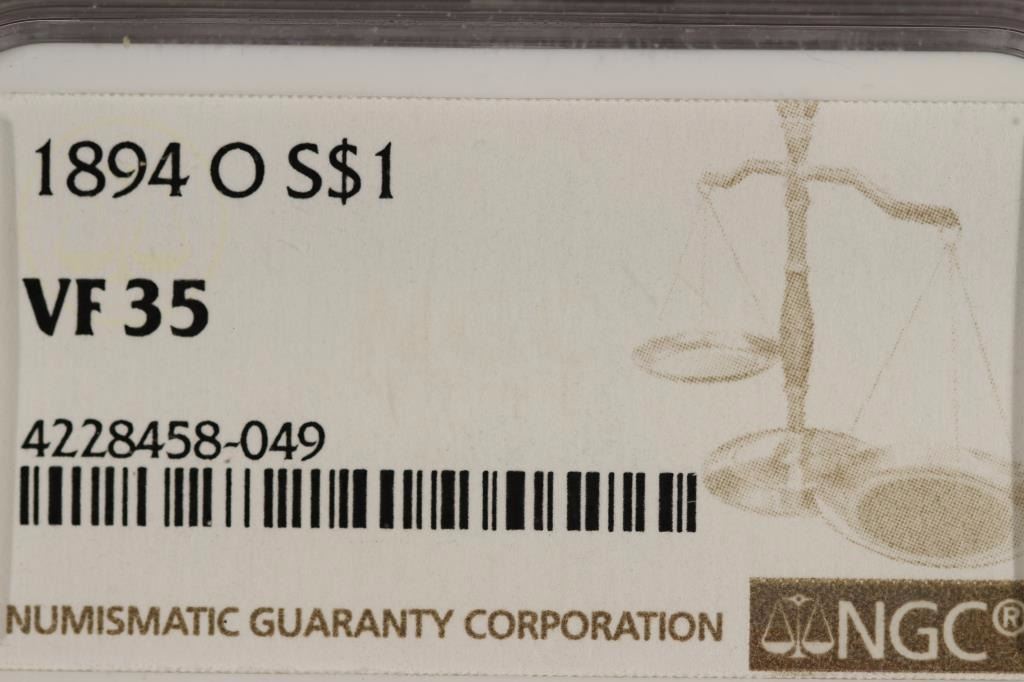 1894 O S$1
VF 35
4228458-049
NUMISMATIC GUARANTY CORPORATION
NGC®